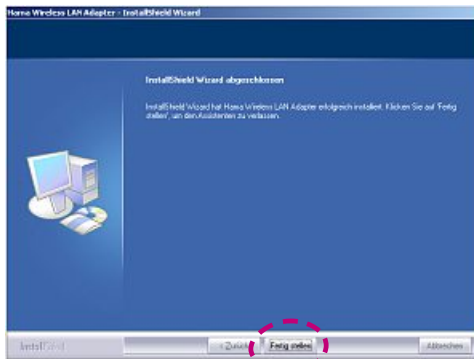 Hama Wireless LAN Adapter - InstallShield Wizard
InstallShield Wizard abgeschlossen
InstallShield Wizard hat Hama Wireless LAN Adapter erfolgreich installiert. Klicken Sie auf 'Fertig
stellen', um den Assistenten zu verlassen.
InstallShield
< Zurück
Fertig stellen
Abbrechen